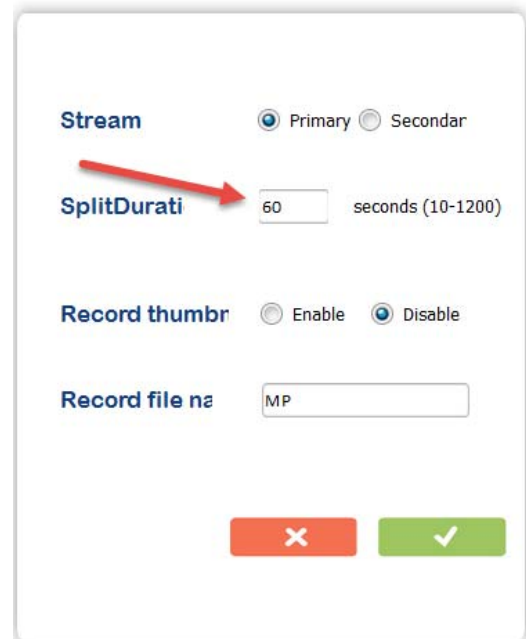 Stream Primary Secondar
SplitDurati 60 seconds (10-1200)
Record thumbr Enable Disable
Record file na MP